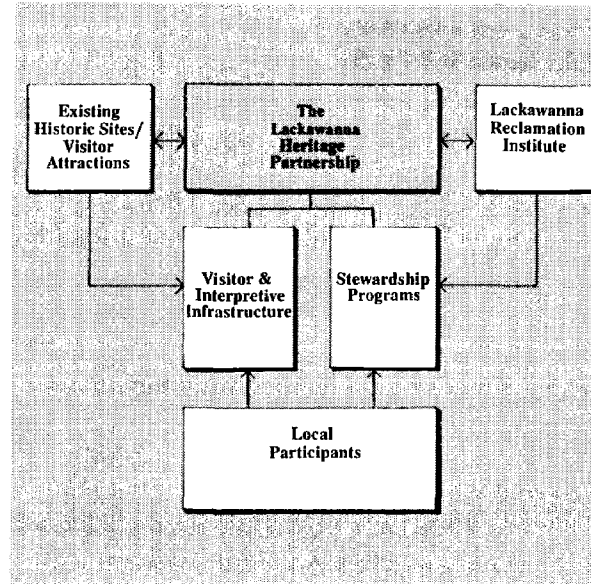 Existing
Historic Sites/
Visitor
Attractions
The
Lackawanna
Heritage
Partnership
Lackawanna
Reclamation
Institute
Visitor &
Interpretive
Infrastructure
Stewardship
Programs
Local
Participants